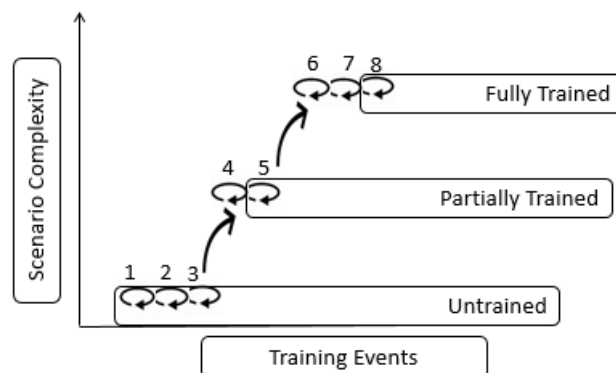 6 7 8
Fully Trained
Scenario Complexity
4 5
Partially Trained
1 2 3
Untrained
Training Events